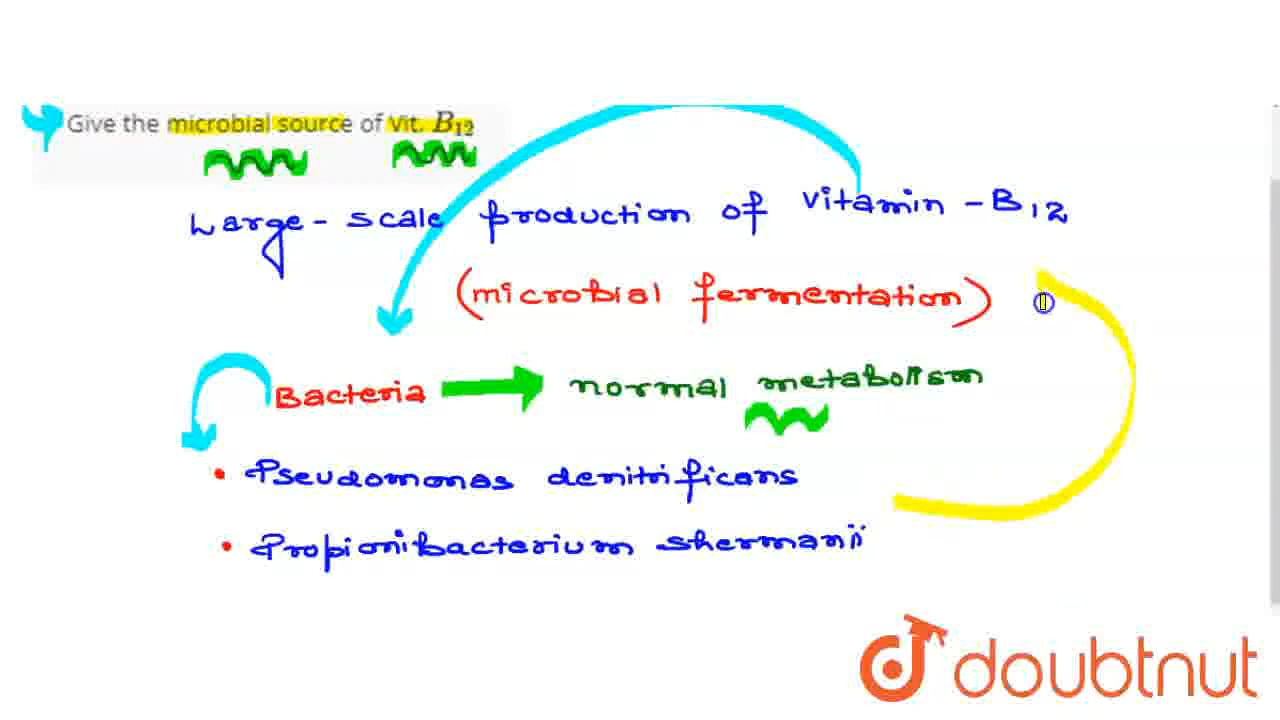 Give the microbial source of Vit. B12
Large-scale production of vitamin-B12
(microbial fermentation)
Bacteria → normal metabolism
• Pseudomonas denitrificans
• Propionibacterium shermanii
doubtnut